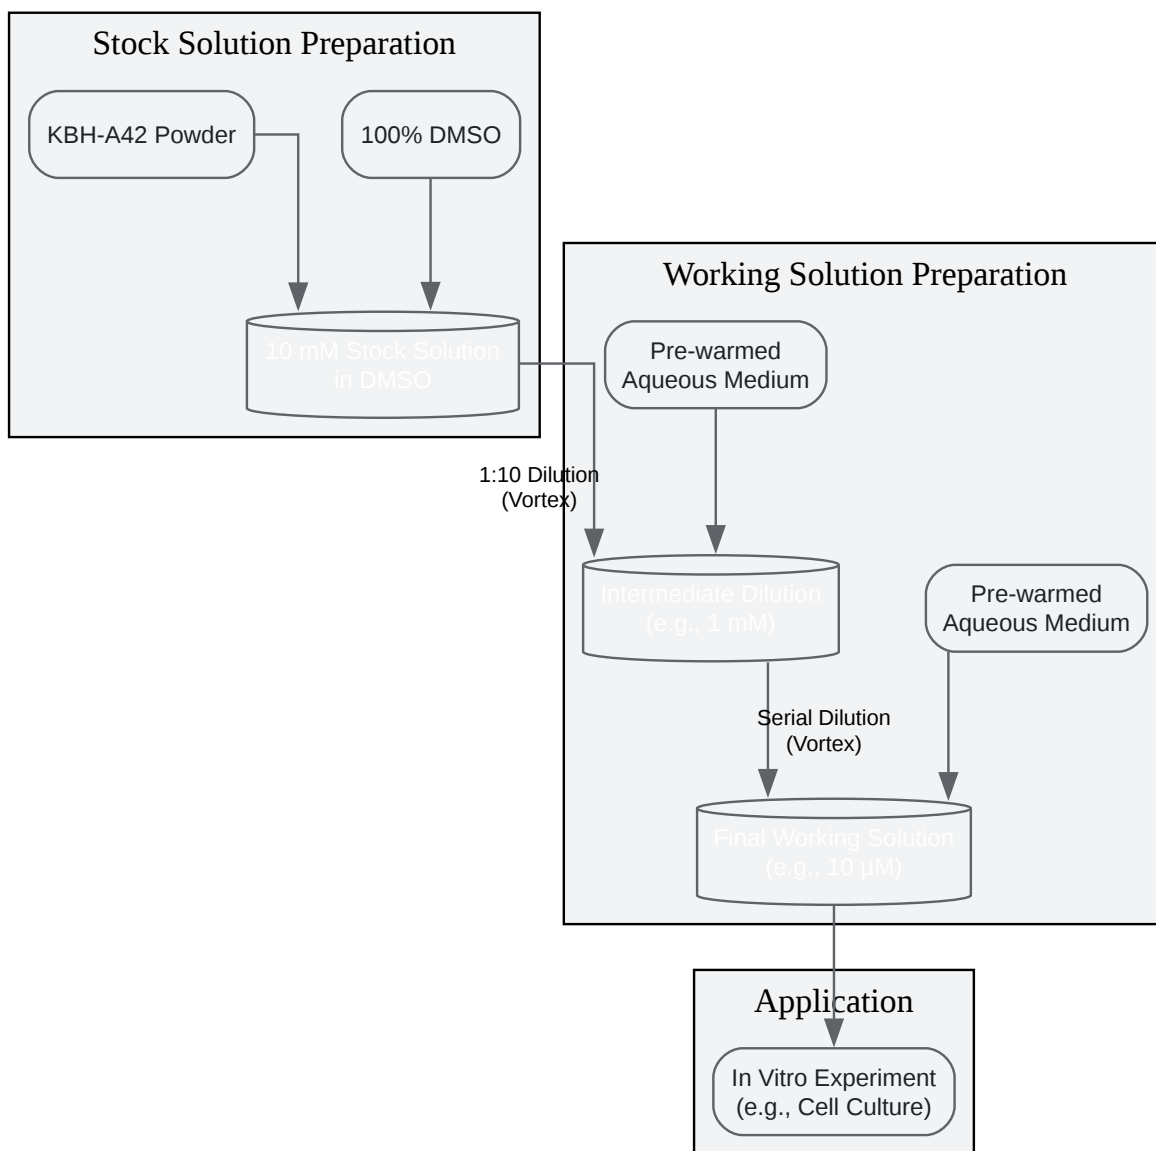 Stock Solution Preparation
KBH-A42 Powder
100% DMSO
10 mM Stock Solution
in DMSO
Working Solution Preparation
Pre-warmed
Aqueous Medium
1:10 Dilution
(Vortex)
Intermediate Dilution
(e.g., 1 mM)
Pre-warmed
Aqueous Medium
Serial Dilution
(Vortex)
Final Working Solution
(e.g., 10 µM)
Application
In Vitro Experiment
(e.g., Cell Culture)